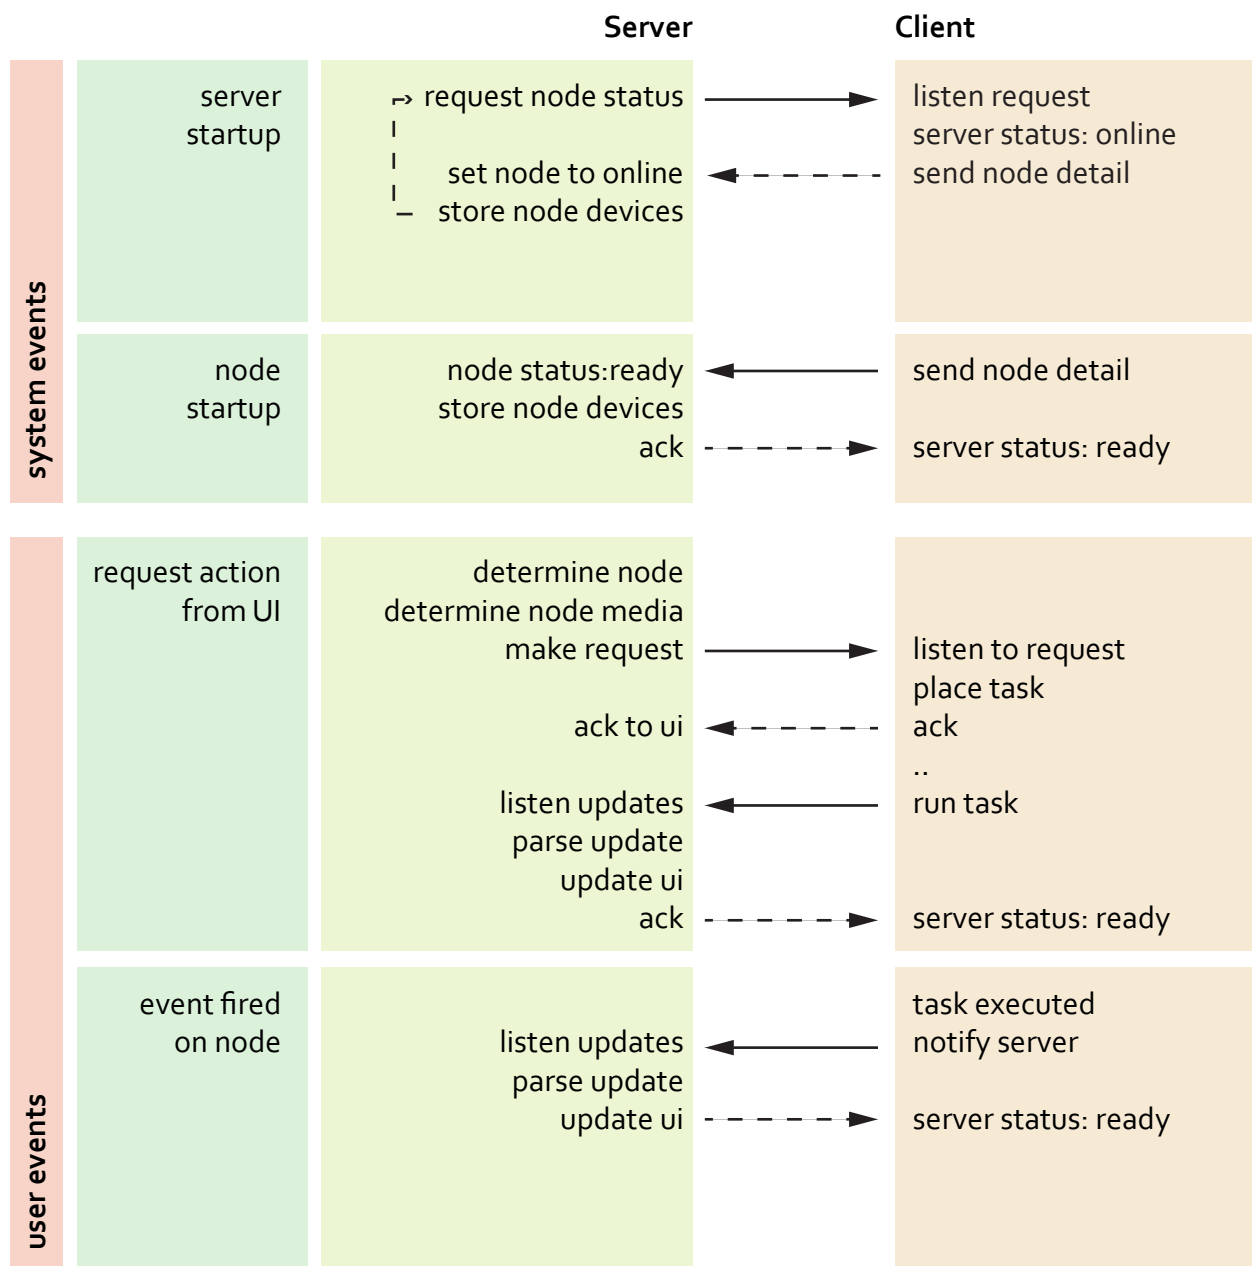 Server
Client
system events
server
startup
request node status
set node to online
store node devices
listen request
server status: online
send node detail
node
startup
node status:ready
store node devices
ack
send node detail
server status: ready
user events
request action
from UI
determine node
determine node media
make request
ack to ui
listen updates
parse update
update ui
ack
listen to request
place task
ack
..
run task
server status: ready
event fired
on node
listen updates
parse update
update ui
task executed
notify server
server status: ready